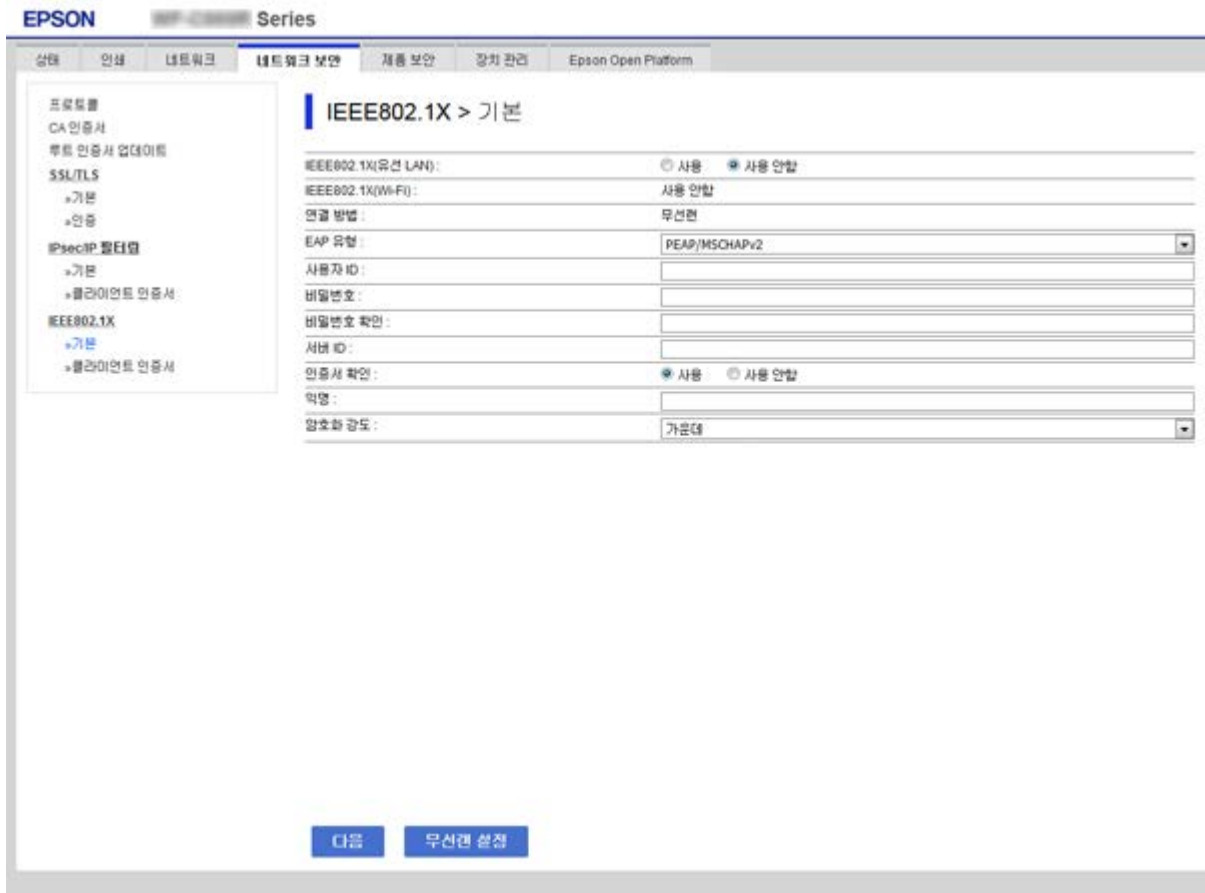 EPSON Series
상태 인쇄 네트워크 네트워크 보안 제품 보안 장치 관리 Epson Open Platform
프로토콜
CA 인증서
루트 인증서 업데이트
SSL/TLS
»기본
»인증
IPsec/IP 필터링
»기본
»클라이언트 인증서
IEEE802.1X
»기본
»클라이언트 인증서
IEEE802.1X > 기본
IEEE802.1X(유선 LAN) : 사용 사용 안함
IEEE802.1X(Wi-Fi) : 사용 안함
연결 방법 : 무선랜
EAP 유형 : PEAP/MSCHAPv2
사용자 ID :
비밀번호 :
비밀번호 확인 :
서버 ID :
인증서 확인 : 사용 사용 안함
익명 :
암호화 강도 : 가운데
다음 무선랜 설정